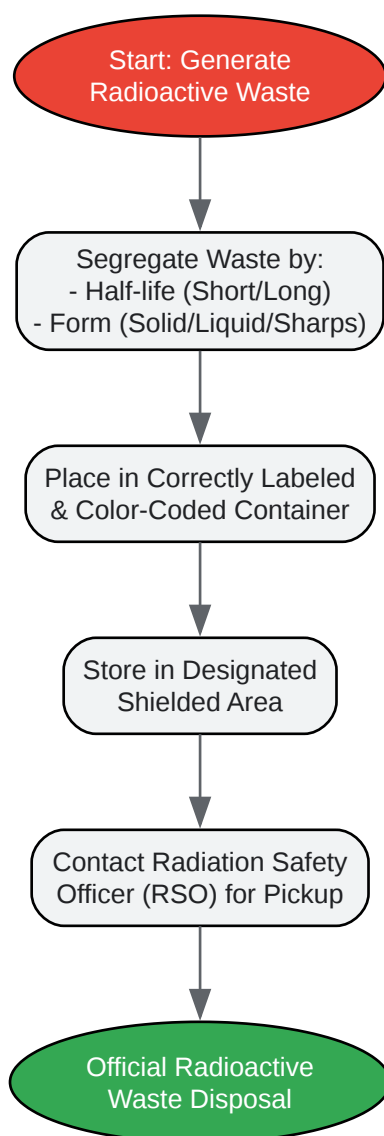 Start: Generate
Radioactive Waste
Segregate Waste by:
- Half-life (Short/Long)
- Form (Solid/Liquid/Sharps)
Place in Correctly Labeled
& Color-Coded Container
Store in Designated
Shielded Area
Contact Radiation Safety
Officer (RSO) for Pickup
Official Radioactive
Waste Disposal